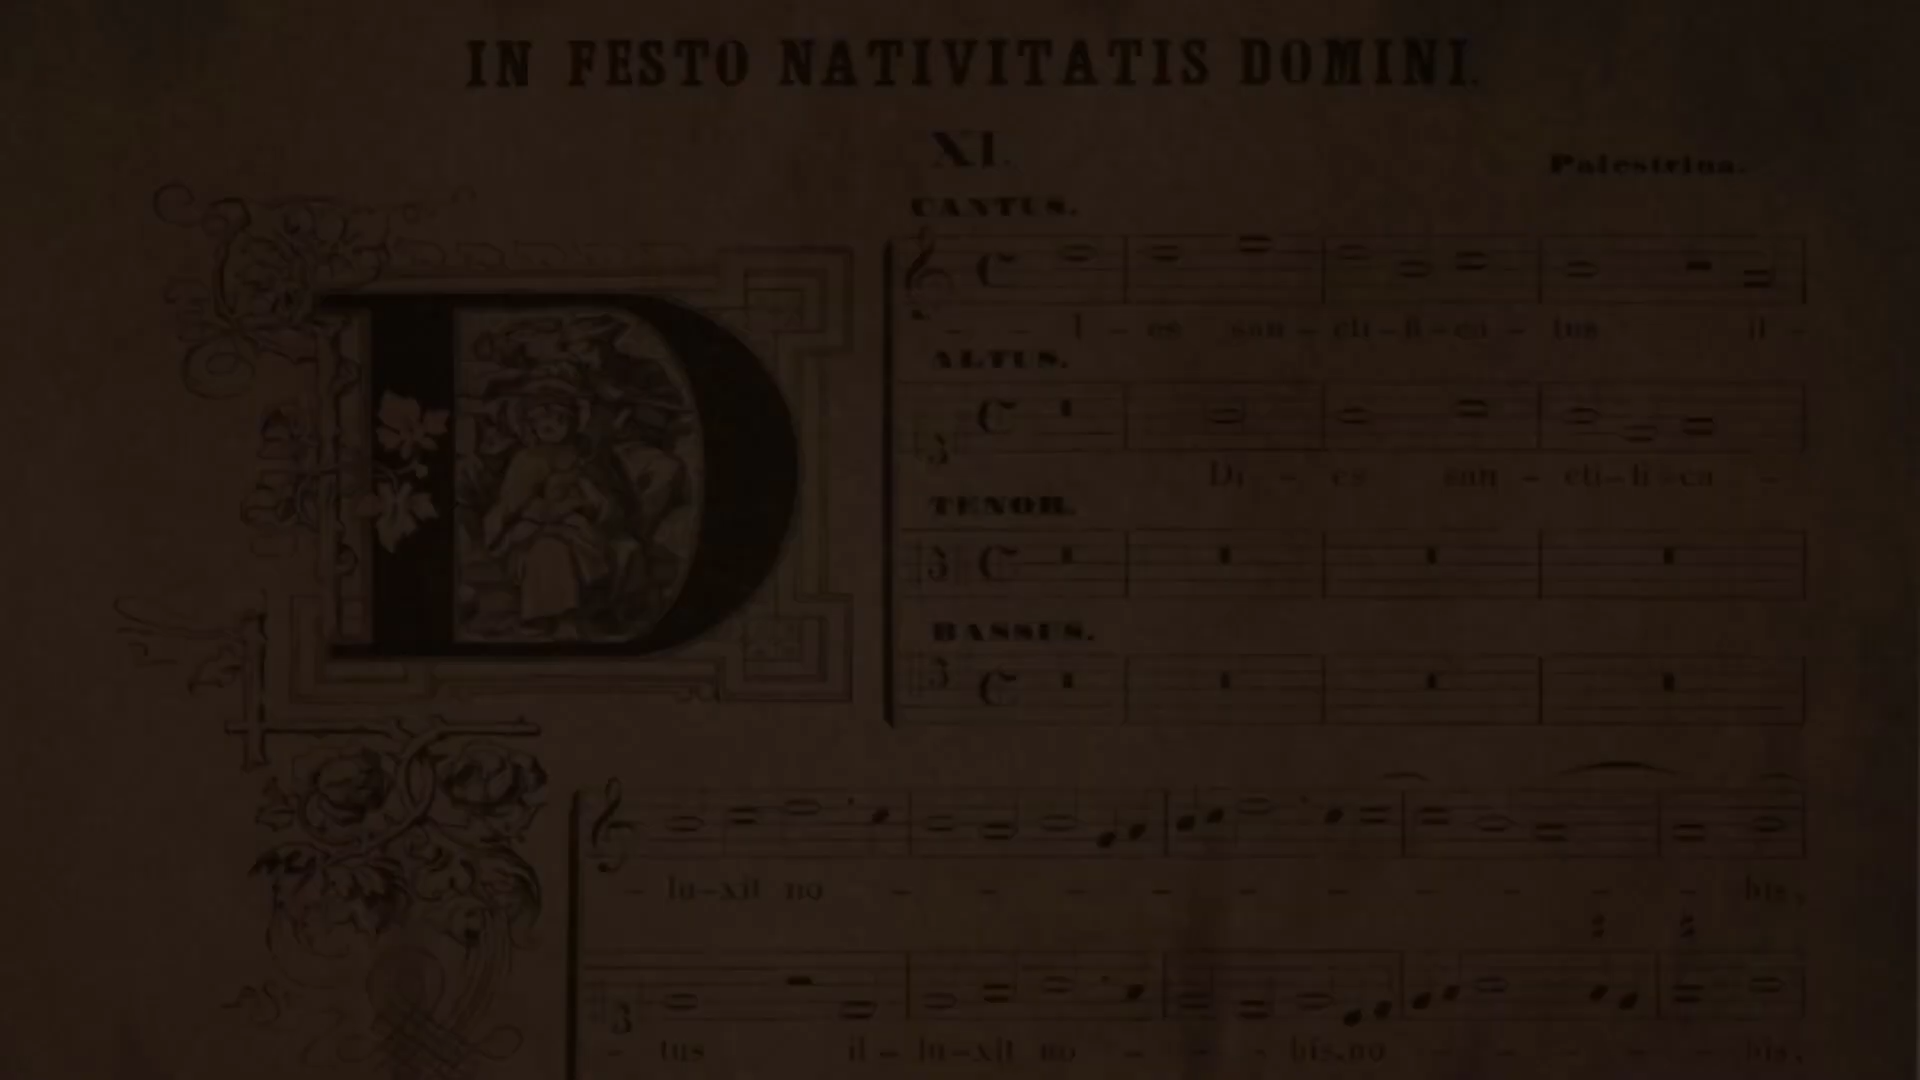 IN FESTO NATIVITATIS DOMINI.
XI.
Palestrina.
CANTUS.
D
I - es san - cti - fi - ca - tus il -
ALTUS.
Di - es san - cti - fi - ca -
TENOR.
BASSUS.
- lu - xit no - - - - - - - - - - bis,
- tus il - lu - xit no - - - bis, no - - - - bis,